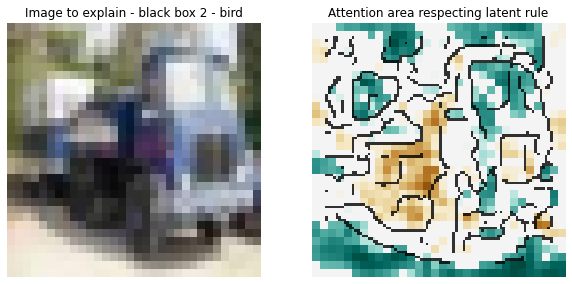 Image to explain - black box 2 - bird
Attention area respecting latent rule